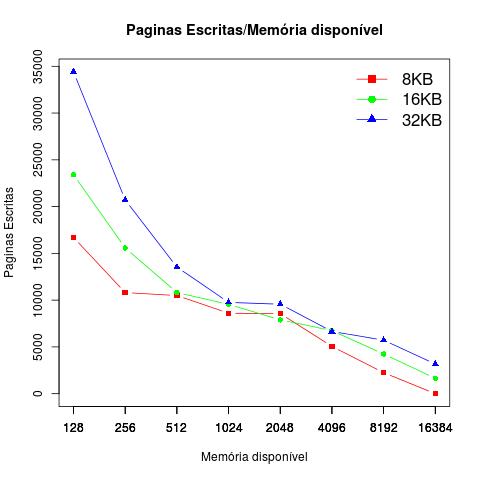 Paginas Escritas/Memória disponível
8KB
16KB
32KB
Paginas Escritas
35000
30000
25000
20000
15000
10000
5000
0
128 256 512 1024 2048 4096 8192 16384
Memória disponível